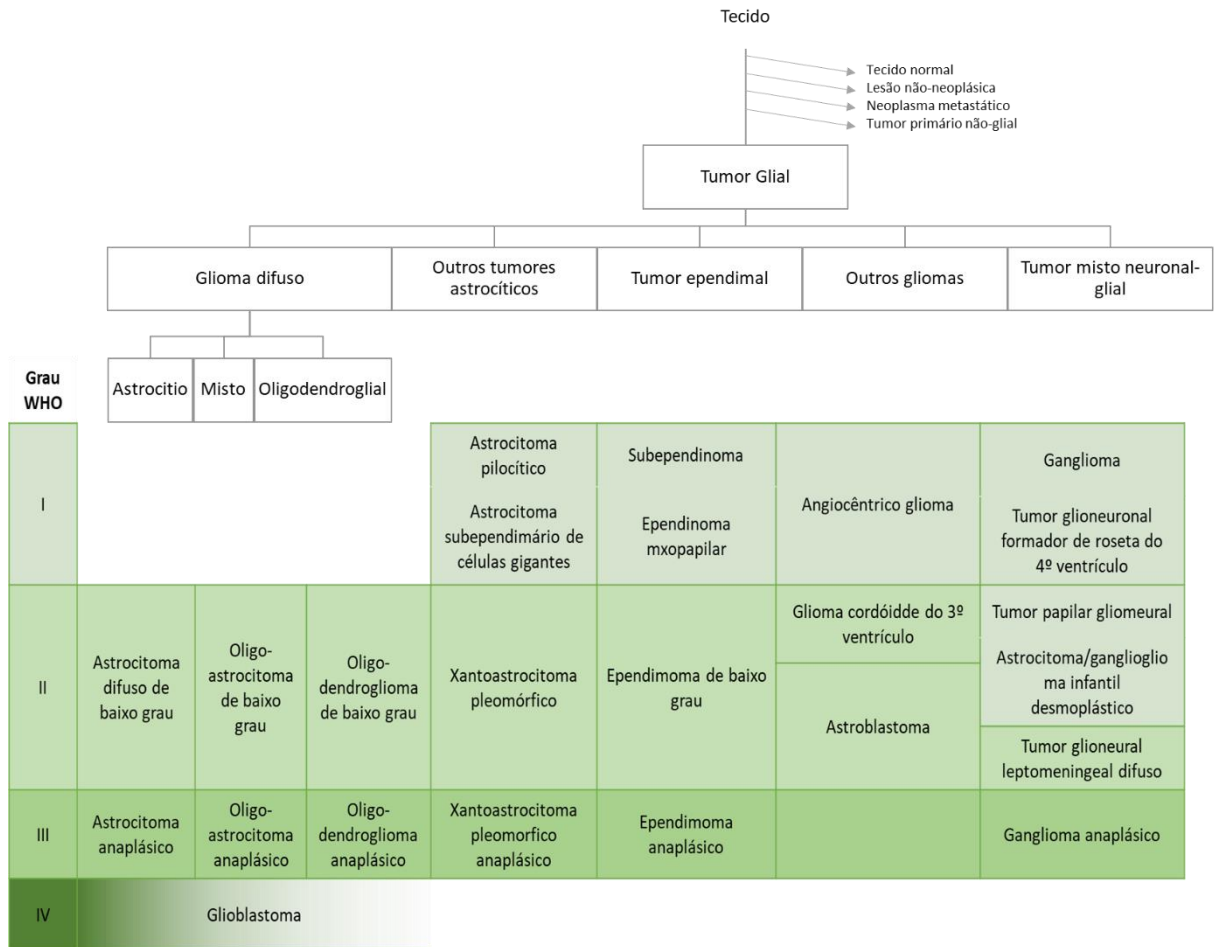 Tecido
Tecido normal
Lesão não-neoplásica
Neoplasma metastático
Tumor primário não-glial
Tumor Glial
Glioma difuso
Outros tumores
astrocíticos
Tumor ependimal
Outros gliomas
Tumor misto neuronal-
glial
Astrocitio
Misto
Oligodendroglial
Grau
WHO
I
Astrocitoma
pilocítico
Astrocitoma
subependimário de
células gigantes
Subependinoma
Ependinoma
mxopapilar
Angiocêntrico glioma
Ganglioma
Tumor glioneuronal
formador de roseta do
4º ventrículo
II
Astrocitoma
difuso de
baixo grau
Oligo-
astrocitoma
de baixo
grau
Oligo-
dendroglioma
de baixo grau
Xantoastrocitoma
pleomórfico
Ependimoma de baixo
grau
Glioma cordóidde do 3º
ventrículo
Astroblastoma
Tumor papilar gliomeural
Astrocitoma/ganglioglio
ma infantil
desmoplástico
Tumor glioneural
leptomeningeal difuso
III
Astrocitoma
anaplásico
Oligo-
astrocitoma
anaplásico
Oligo-
dendroglioma
anaplásico
Xantoastrocitoma
pleomorfico
anaplásico
Ependimoma
anaplásico
Ganglioma anaplásico
IV
Glioblastoma